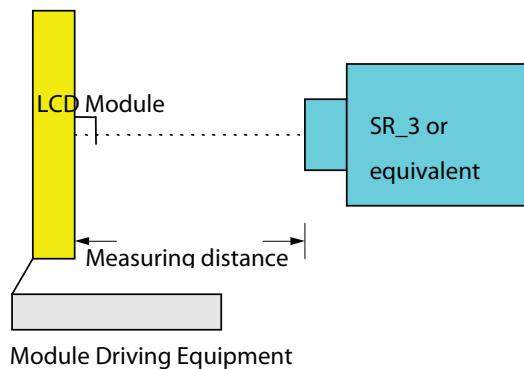 LCD Module
SR_3 or
equivalent
Measuring distance
Module Driving Equipment